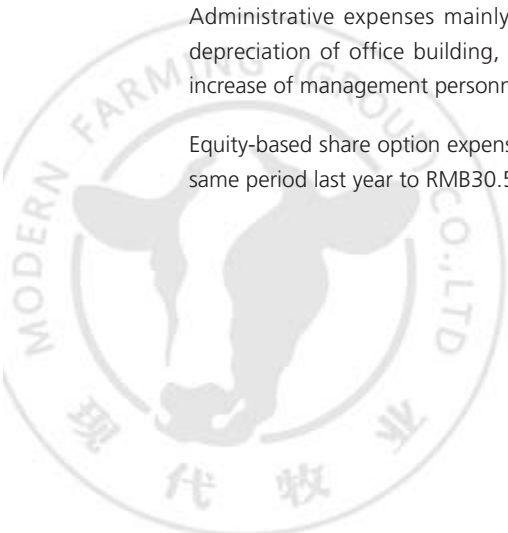 Administrative expenses mainly
depreciation of office building,
increase of management personn
Equity-based share option expens
same period last year to RMB30.5
MODERN FARMING (GROUP) CO.,LTD
现代牧业